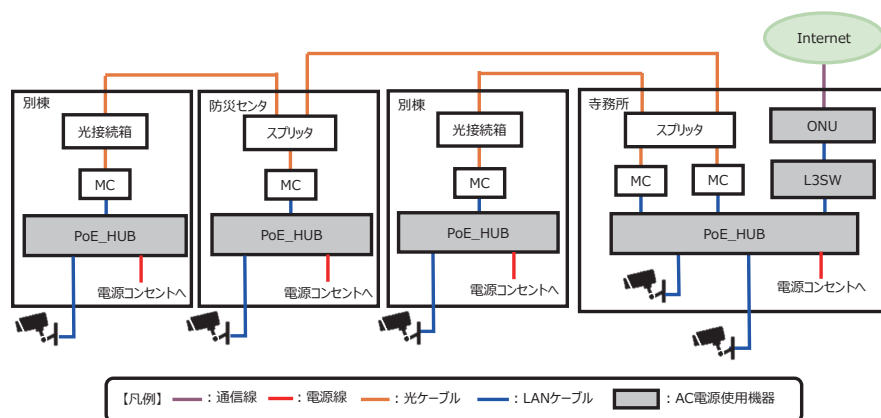 Internet
別棟
光接続箱
MC
PoE_HUB
電源コンセントへ
防災センタ
スプリッタ
MC
PoE_HUB
電源コンセントへ
別棟
光接続箱
MC
PoE_HUB
電源コンセントへ
寺務所
スプリッタ
MC
MC
ONU
L3SW
PoE_HUB
電源コンセントへ
【凡例】 :通信線 :電源線 :光ケーブル :LANケーブル :AC電源使用機器